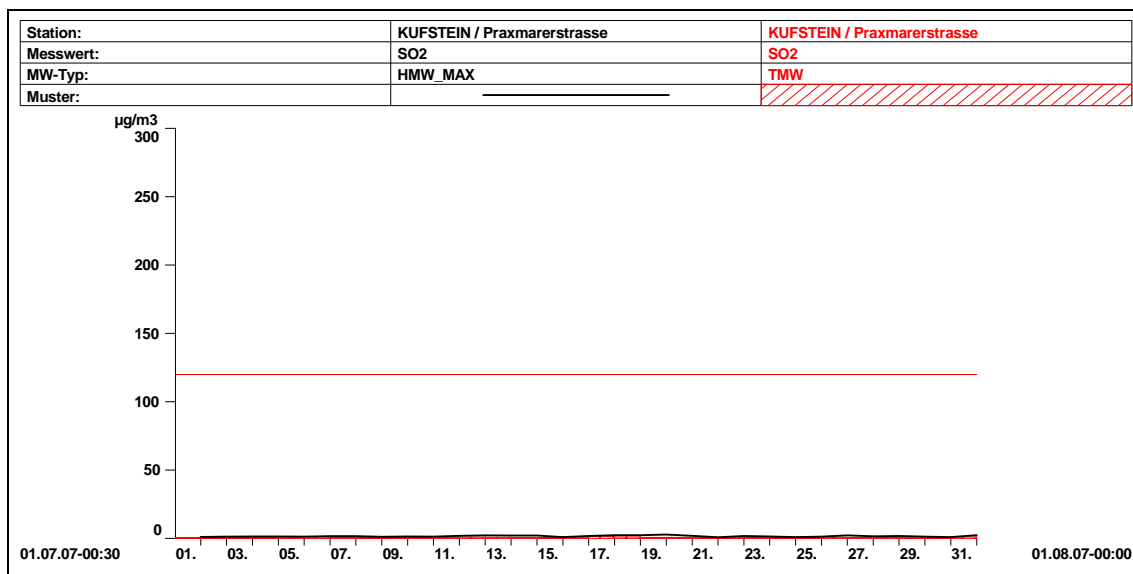 Station: KUFSTEIN / Praxmarerstrasse KUFSTEIN / Praxmarerstrasse
Messwert: SO2 SO2
MW-Typ: HMW_MAX TMW
Muster:
µg/m3
300
250
200
150
100
50
0
01.07.07-00:30 01. 03. 05. 07. 09. 11. 13. 15. 17. 19. 21. 23. 25. 27. 29. 31. 01.08.07-00:00